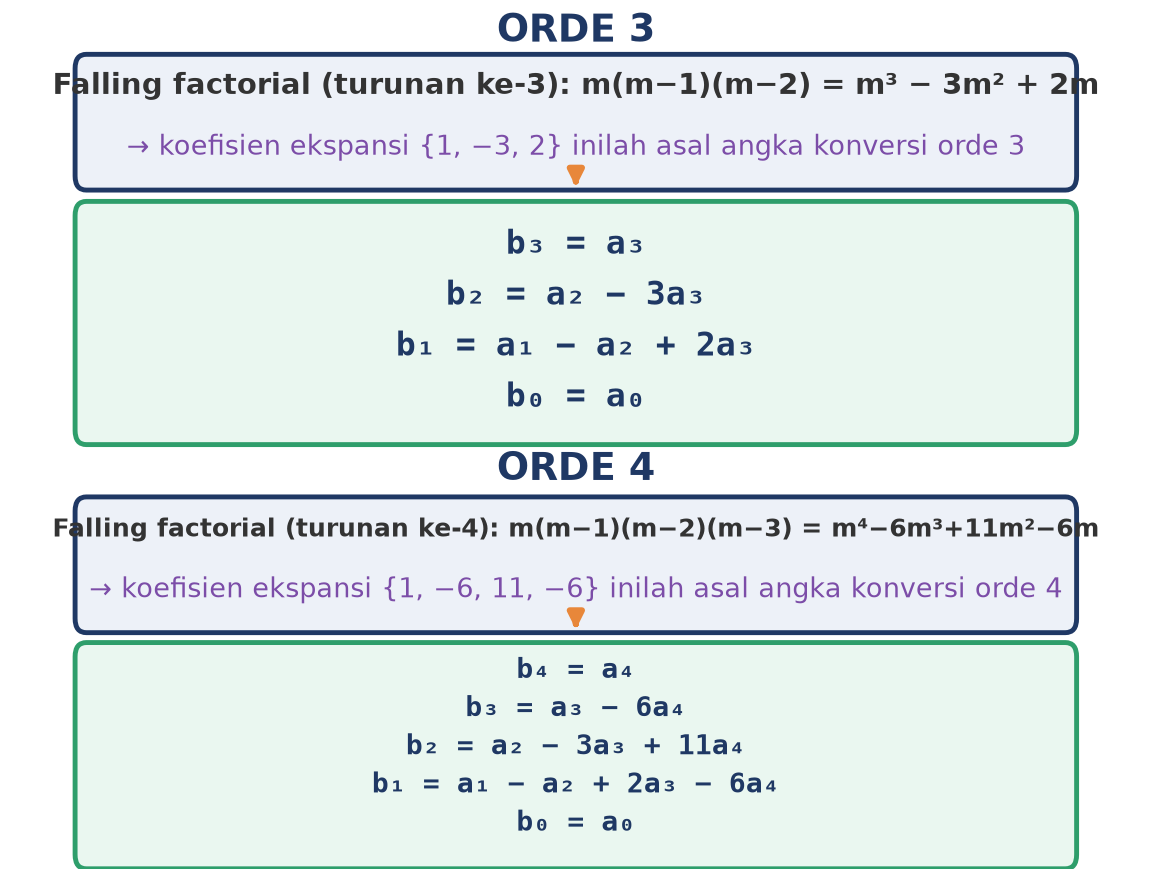 ORDE 3
Falling factorial (turunan ke-3): m(m−1)(m−2) = m³ − 3m² + 2m
→ koefisien ekspansi {1, −3, 2} inilah asal angka konversi orde 3
b₃ = a₃
b₂ = a₂ − 3a₃
b₁ = a₁ − a₂ + 2a₃
b₀ = a₀
ORDE 4
Falling factorial (turunan ke-4): m(m−1)(m−2)(m−3) = m⁴−6m³+11m²−6m
→ koefisien ekspansi {1, −6, 11, −6} inilah asal angka konversi orde 4
b₄ = a₄
b₃ = a₃ − 6a₄
b₂ = a₂ − 3a₃ + 11a₄
b₁ = a₁ − a₂ + 2a₃ − 6a₄
b₀ = a₀